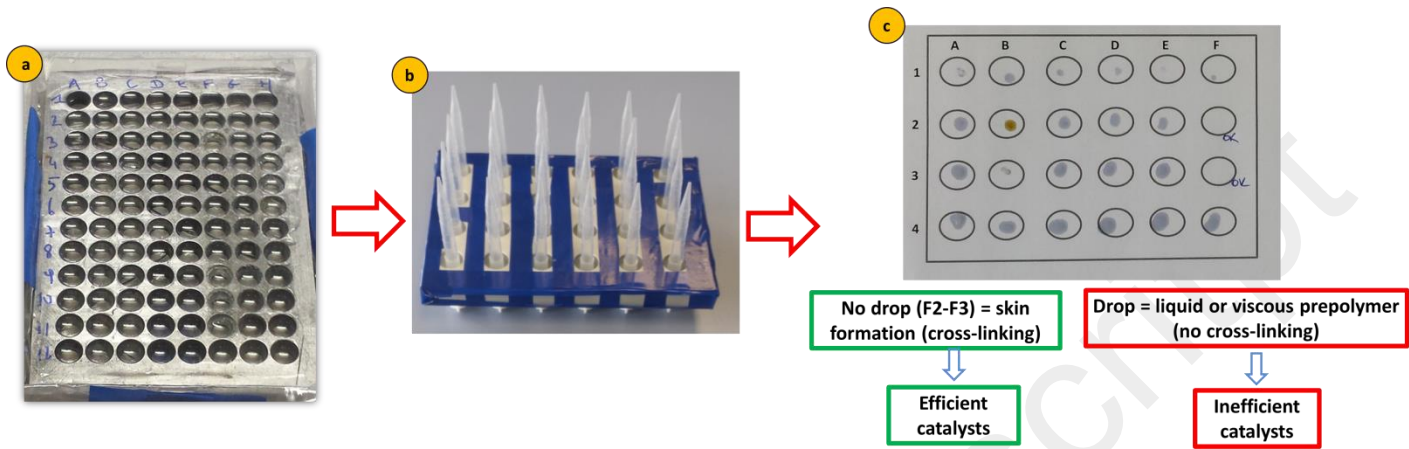 a
A B C D E F G H
1
2
3
4
5
6
7
8
9
10
11
12
b
c
A B C D E F
1
2 OK
3 OK
4
No drop (F2-F3) = skin
formation (cross-linking)
Drop = liquid or viscous prepolymer
(no cross-linking)
Efficient
catalysts
Inefficient
catalysts